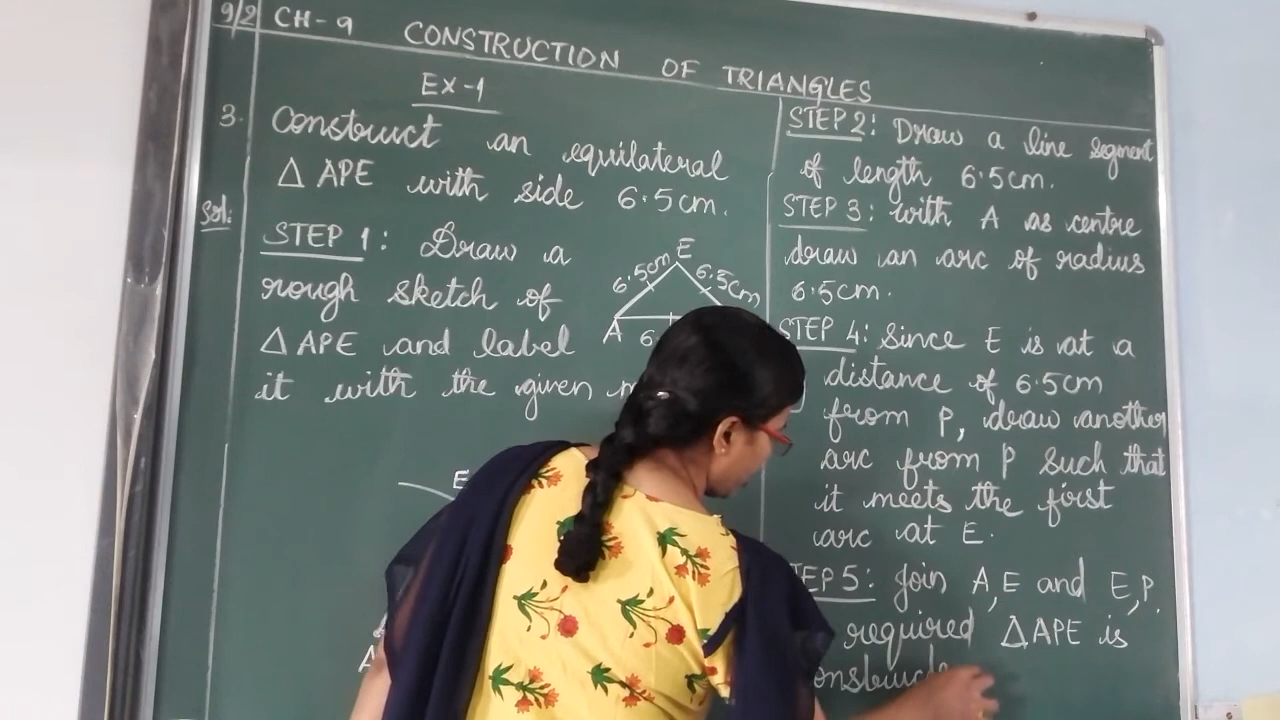 9/2 CH-9 CONSTRUCTION OF TRIANGLES
EX-1
3. Construct an equilateral
△ APE with side 6.5cm.
Sol:
STEP 1: Draw a
rough sketch of
△ APE and label
it with the given
E
6.5cm 6.5cm
A 6
E
A
STEP 2: Draw a line segment
of length 6.5cm.
STEP 3: with A as centre
draw an arc of radius
6.5cm.
STEP 4: Since E is at a
distance of 6.5cm
from P, draw another
arc from P such that
it meets the first
arc at E.
TEP 5: Join A,E and E,P.
required △APE is
onstructe